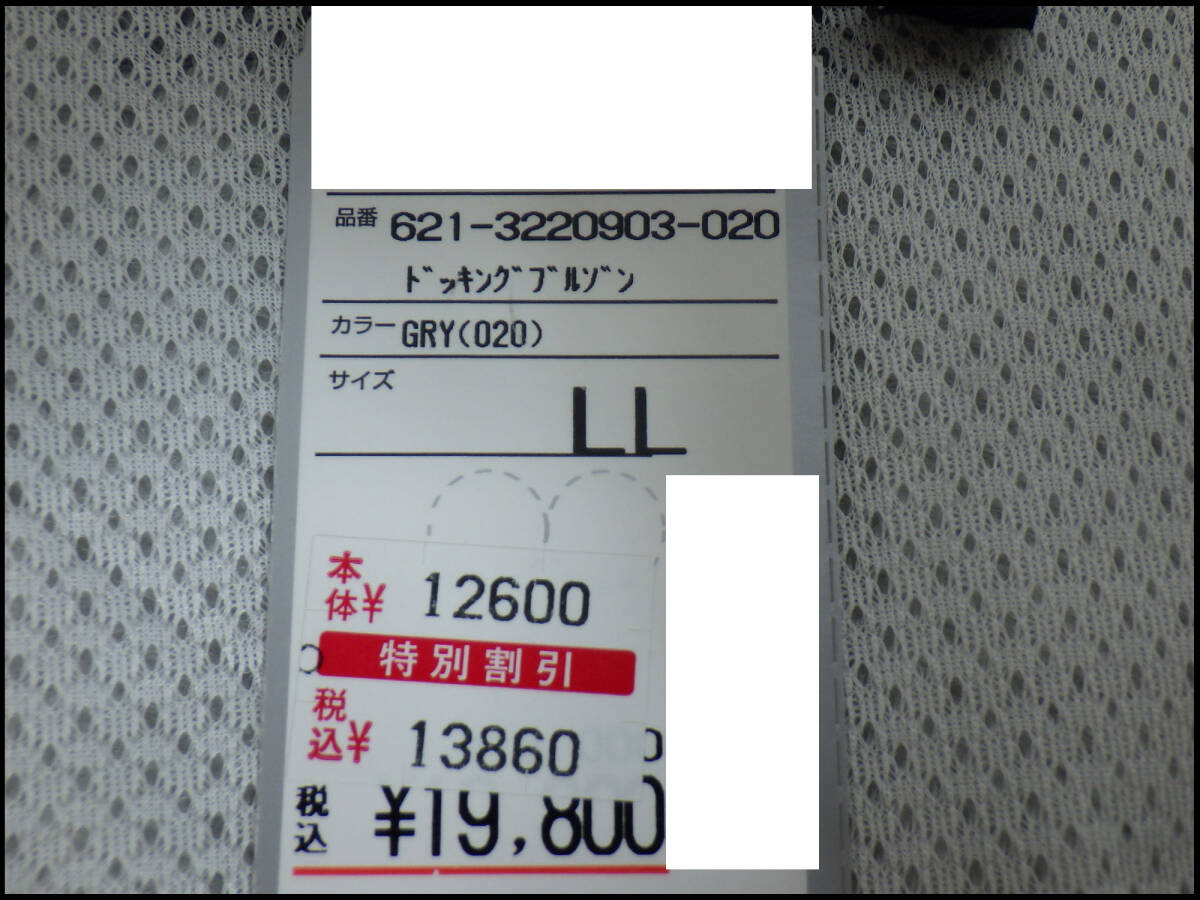 品番 621-3220903-020
ﾄﾞｯｷﾝｸﾞﾌﾞﾙｿﾞﾝ
カラー GRY(020)
サイズ LL
本体¥ 12600
特別割引
税込¥ 13860
税込 ¥19,800